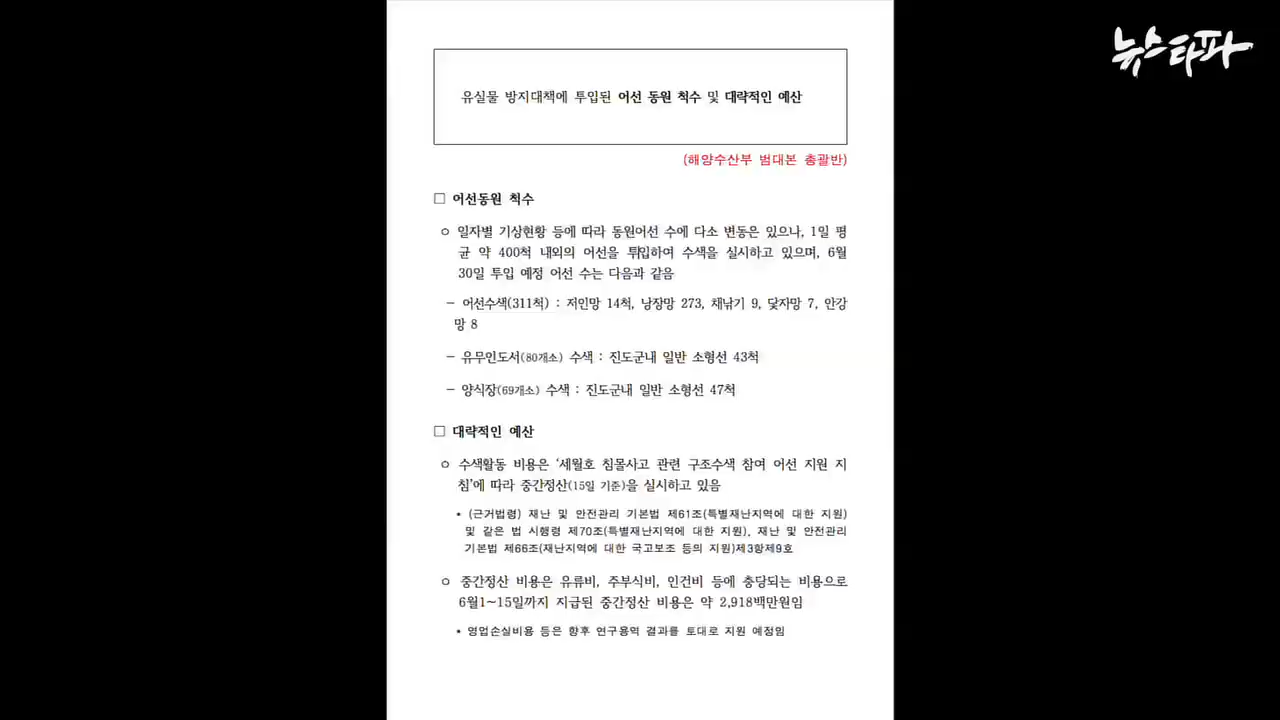 뉴스타파
유실물 방지대책에 투입된 어선 동원 척수 및 대략적인 예산
(해양수산부 범대본 총괄반)
□ 어선동원 척수
ㅇ 일자별 기상현황 등에 따라 동원어선 수에 다소 변동은 있으나, 1일 평
균 약 400척 내외의 어선을 투입하여 수색을 실시하고 있으며, 6월
30일 투입 예정 어선 수는 다음과 같음
- 어선수색(311척) : 저인망 14척, 낭장망 273, 채낚기 9, 닻자망 7, 안강
망 8
- 유무인도서(80개소) 수색 : 진도군내 일반 소형선 43척
- 양식장(69개소) 수색 : 진도군내 일반 소형선 47척
□ 대략적인 예산
ㅇ 수색활동 비용은 '세월호 침몰사고 관련 구조수색 참여 어선 지원 지
침'에 따라 중간정산(15일 기준)을 실시하고 있음
• (근거법령) 재난 및 안전관리 기본법 제61조(특별재난지역에 대한 지원)
및 같은 법 시행령 제70조(특별재난지역에 대한 지원), 재난 및 안전관리
기본법 제66조(재난지역에 대한 국고보조 등의 지원)제3항제9호
ㅇ 중간정산 비용은 유류비, 주부식비, 인건비 등에 충당되는 비용으로
6월1~15일까지 지급된 중간정산 비용은 약 2,918백만원임
• 영업손실비용 등은 향후 연구용역 결과를 토대로 지원 예정임